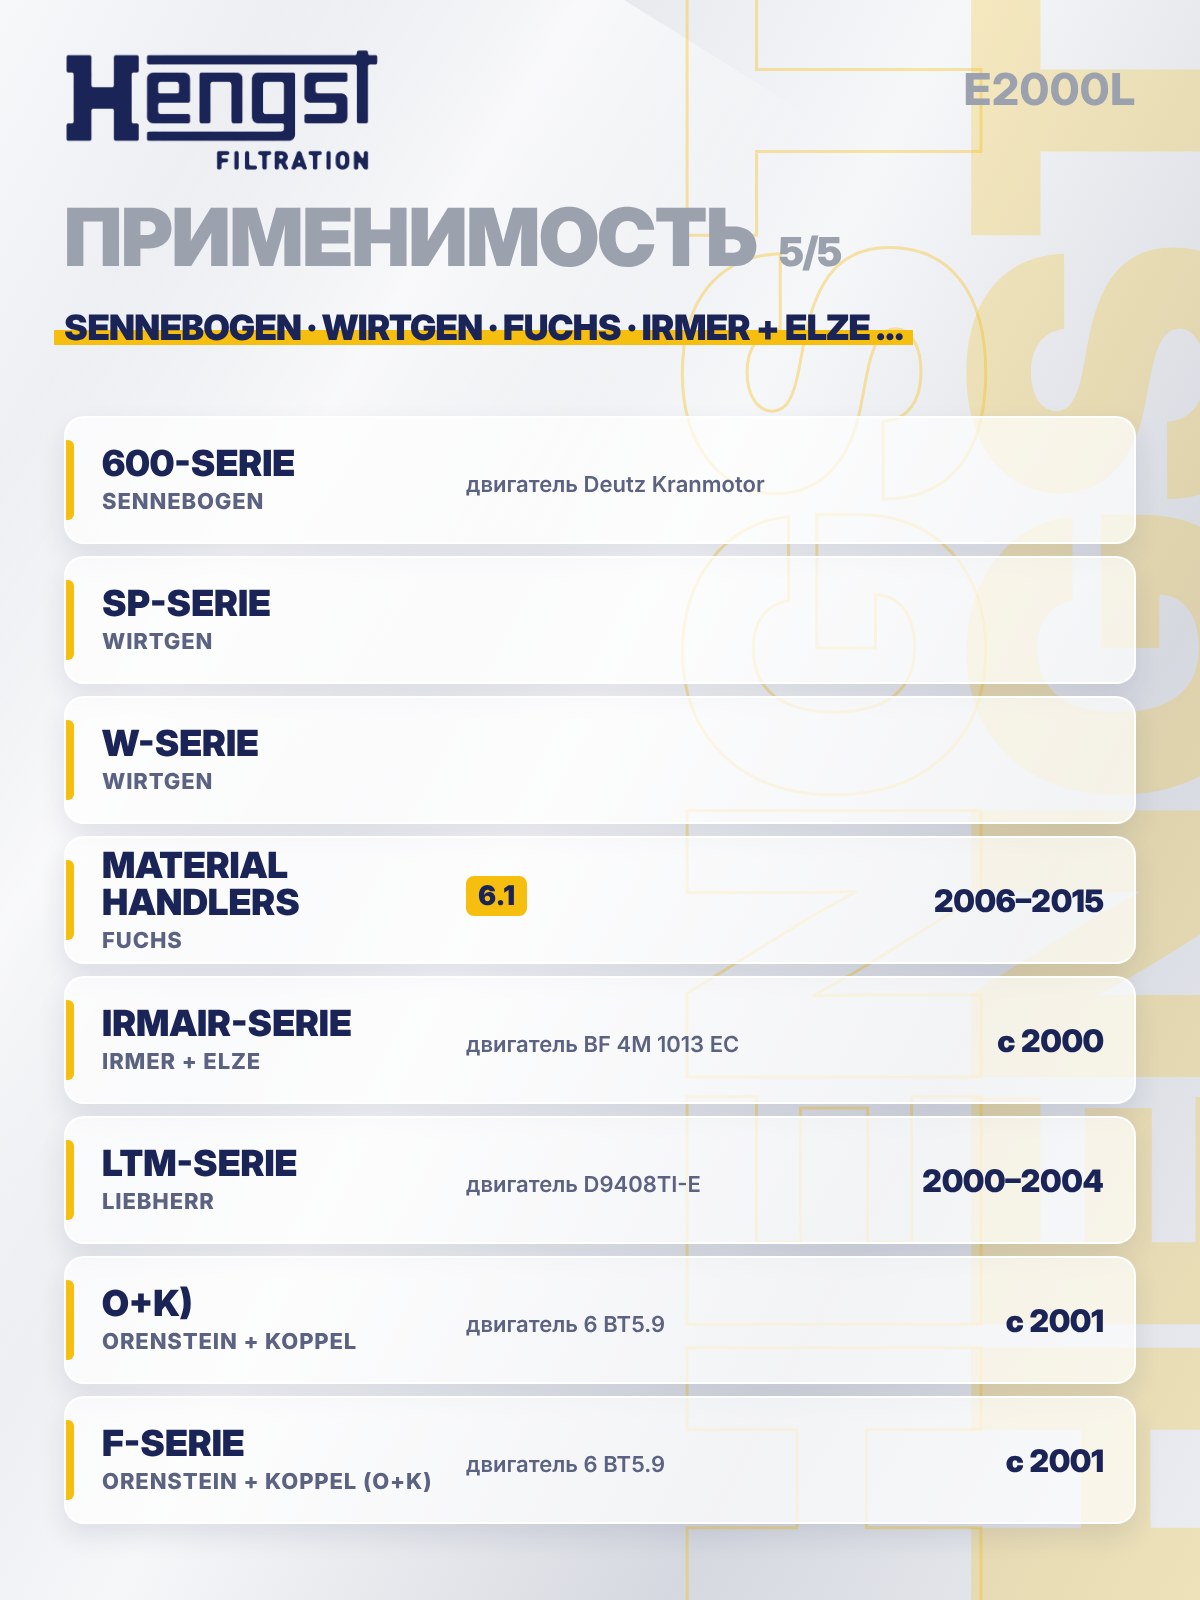 Hengst
FILTRATION
E2000L
ПРИМЕНИМОСТЬ 5/5
SENNEBOGEN · WIRTGEN · FUCHS · IRMER + ELZE ...
600-SERIE
SENNEBOGEN
двигатель Deutz Kranmotor
SP-SERIE
WIRTGEN
W-SERIE
WIRTGEN
MATERIAL
HANDLERS
FUCHS
6.1
2006–2015
IRMAIR-SERIE
IRMER + ELZE
двигатель BF 4M 1013 EC
с 2000
LTM-SERIE
LIEBHERR
двигатель D9408TI-E
2000–2004
O+K)
ORENSTEIN + KOPPEL
двигатель 6 BT5.9
с 2001
F-SERIE
ORENSTEIN + KOPPEL (O+K)
двигатель 6 BT5.9
с 2001
HENGST
HENGST